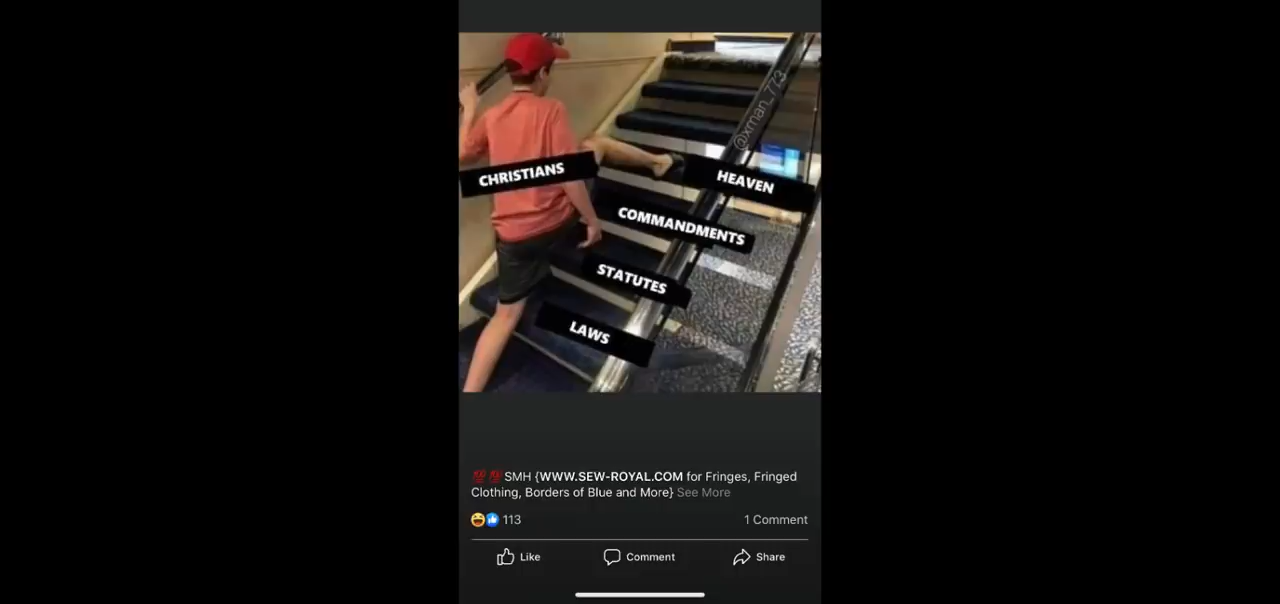 @xman_773
CHRISTIANS
HEAVEN
COMMANDMENTS
STATUTES
LAWS
💯 💯 SMH {WWW.SEW-ROYAL.COM for Fringes, Fringed
Clothing, Borders of Blue and More} See More
113
1 Comment
Like
Comment
Share